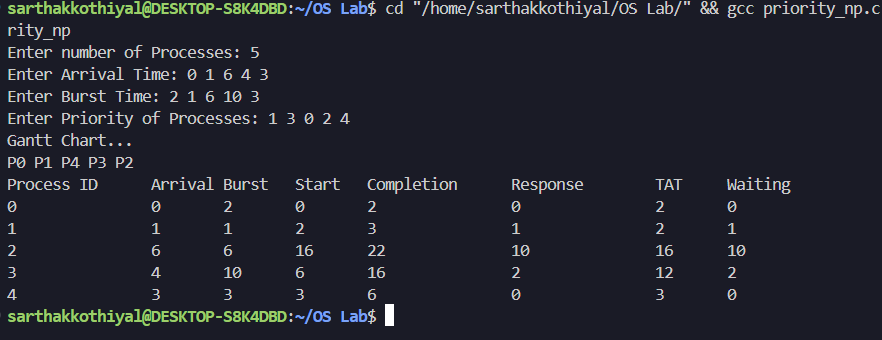 sarthakkothiyal@DESKTOP-S8K4DBD:~/OS Lab$ cd "/home/sarthakkothiyal/OS Lab/" && gcc priority_np.c
rity_np
Enter number of Processes: 5
Enter Arrival Time: 0 1 6 4 3
Enter Burst Time: 2 1 6 10 3
Enter Priority of Processes: 1 3 0 2 4
Gantt Chart...
P0 P1 P4 P3 P2
Process ID Arrival Burst Start Completion Response TAT Waiting
0 0 2 0 2 0 2 0
1 1 1 2 3 1 2 1
2 6 6 16 22 10 16 10
3 4 10 6 16 2 12 2
4 3 3 3 6 0 3 0
sarthakkothiyal@DESKTOP-S8K4DBD:~/OS Lab$